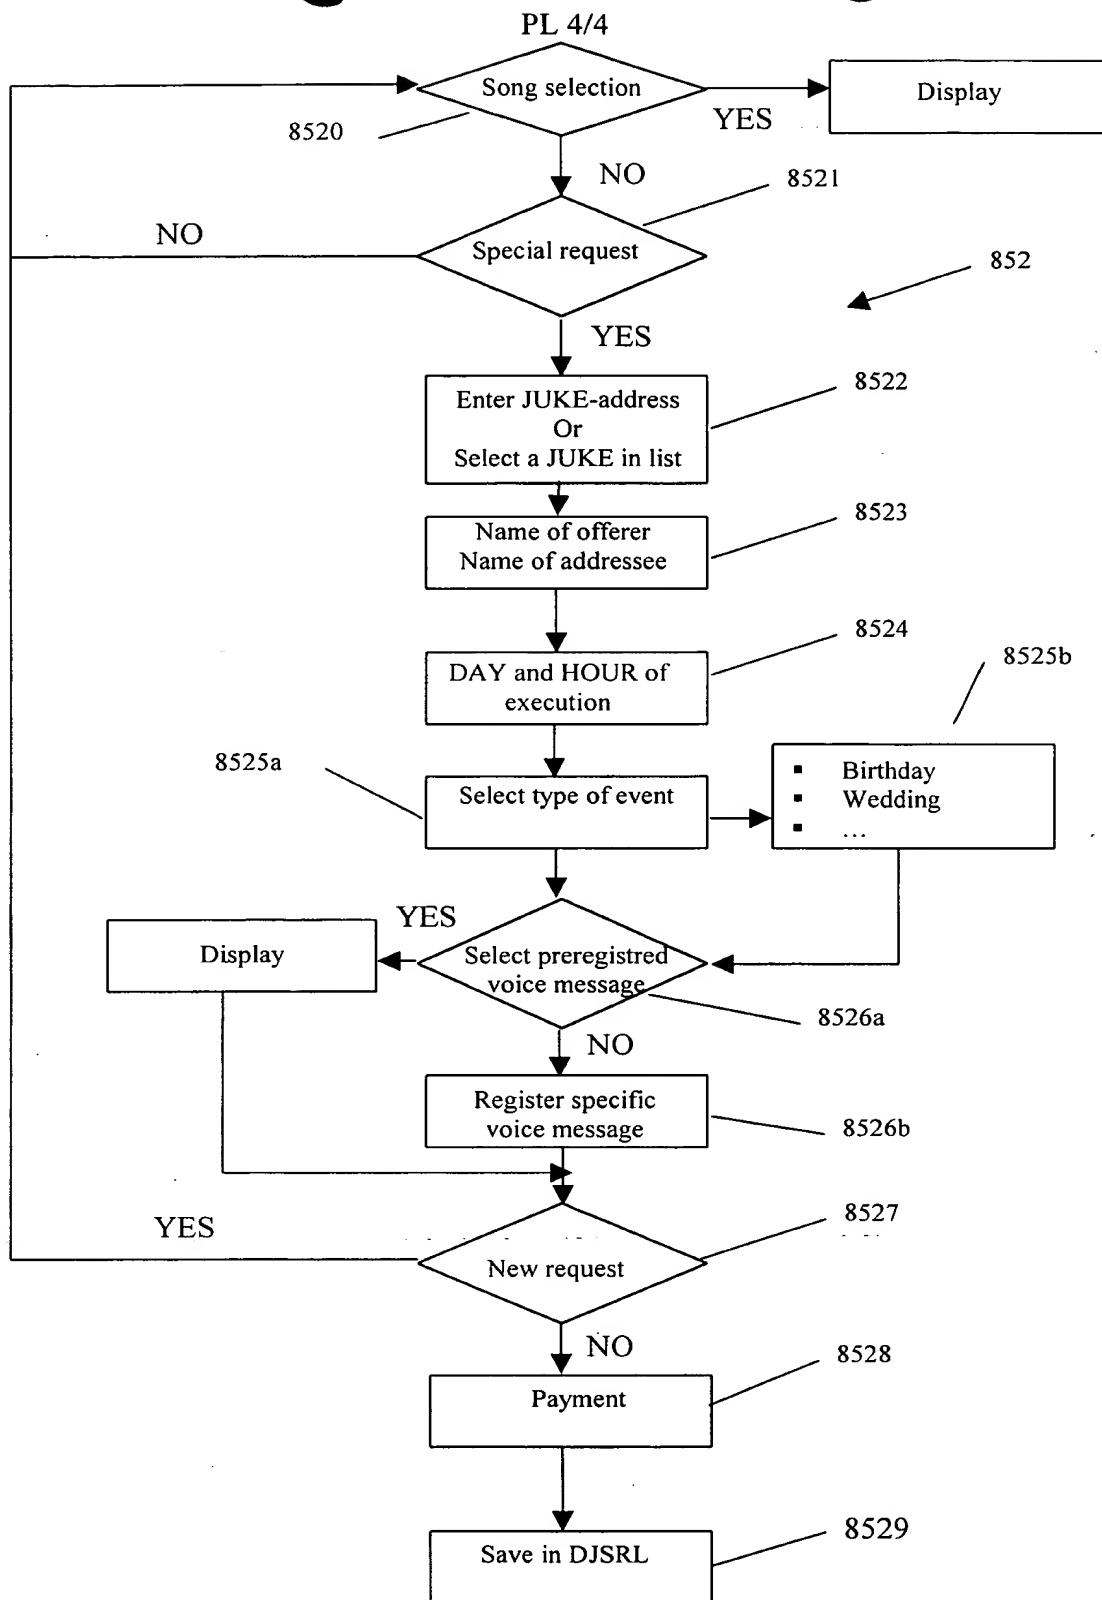 PL 4/4
Song selection
Display
8520
YES
NO
8521
NO
Special request
852
YES
8522
Enter JUKE-address
Or
Select a JUKE in list
8523
Name of offerer
Name of addressee
8524
DAY and HOUR of
execution
8525b
8525a
Select type of event
▪ Birthday
▪ Wedding
▪ ...
YES
Display
Select preregistred
voice message
8526a
NO
Register specific
voice message
8526b
YES
8527
New request
NO
8528
Payment
8529
Save in DJSRL